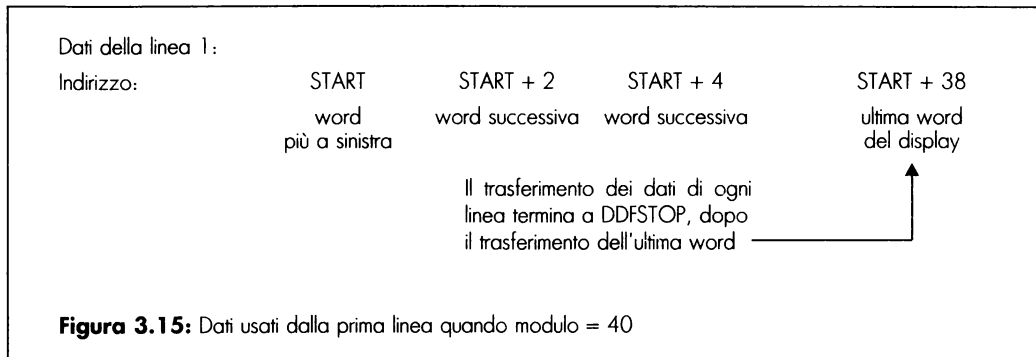 Dati della linea 1:
Indirizzo: START START + 2 START + 4 START + 38
word word successiva word successiva ultima word
più a sinistra del display
Il trasferimento dei dati di ogni
linea termina a DDFSTOP, dopo
il trasferimento dell'ultima word
Figura 3.15: Dati usati dalla prima linea quando modulo = 40